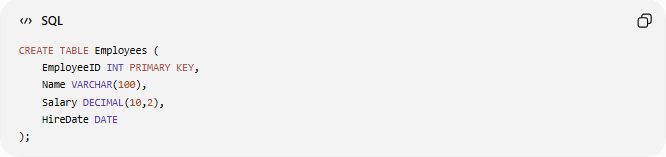 SQL
CREATE TABLE Employees (
    EmployeeID INT PRIMARY KEY,
    Name VARCHAR(100),
    Salary DECIMAL(10,2),
    HireDate DATE
);